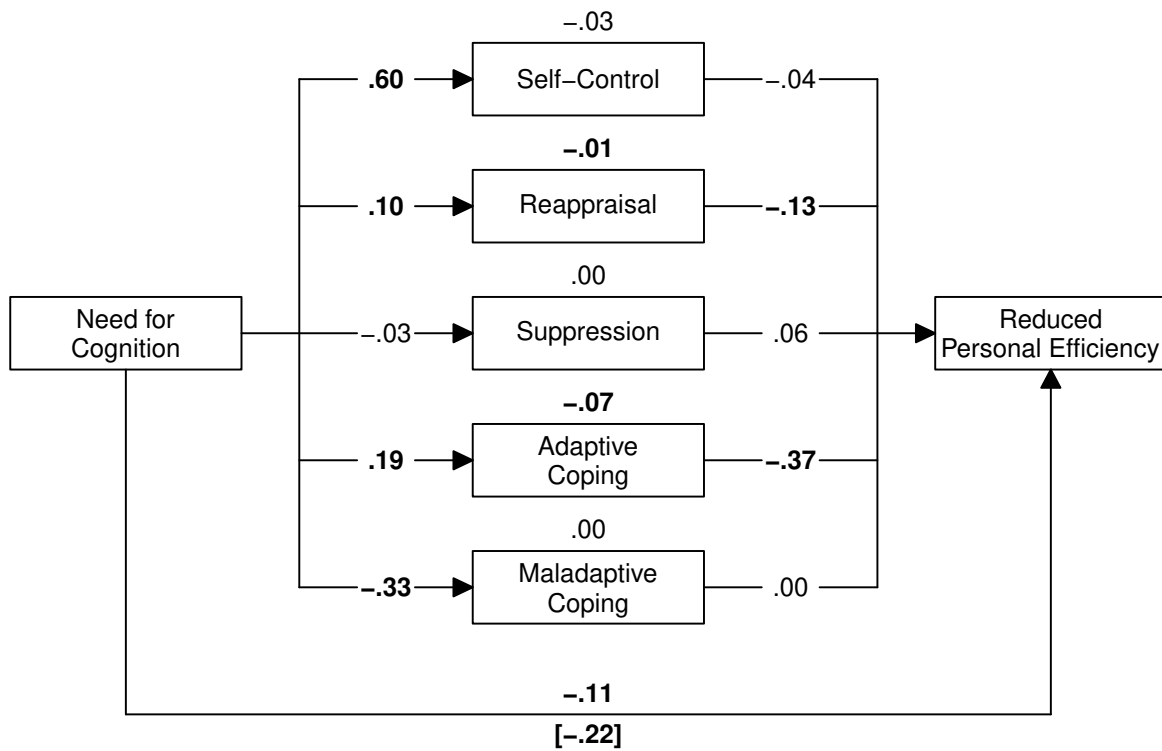 −.03
.60
Self−Control
−.04
−.01
.10
Reappraisal
−.13
.00
Need for
Cognition
−.03
Suppression
.06
Reduced
Personal Efficiency
−.07
.19
Adaptive
Coping
−.37
.00
−.33
Maladaptive
Coping
.00
−.11
[−.22]